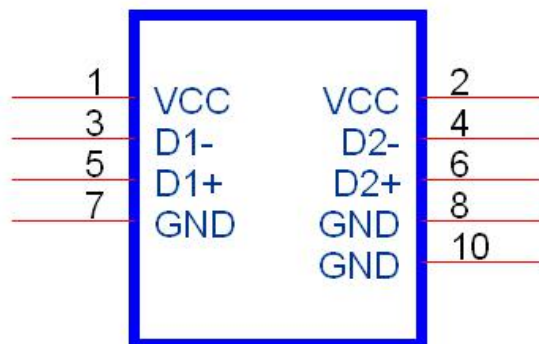 1 VCC VCC 2
3 D1- D2- 4
5 D1+ D2+ 6
7 GND GND 8
GND 10